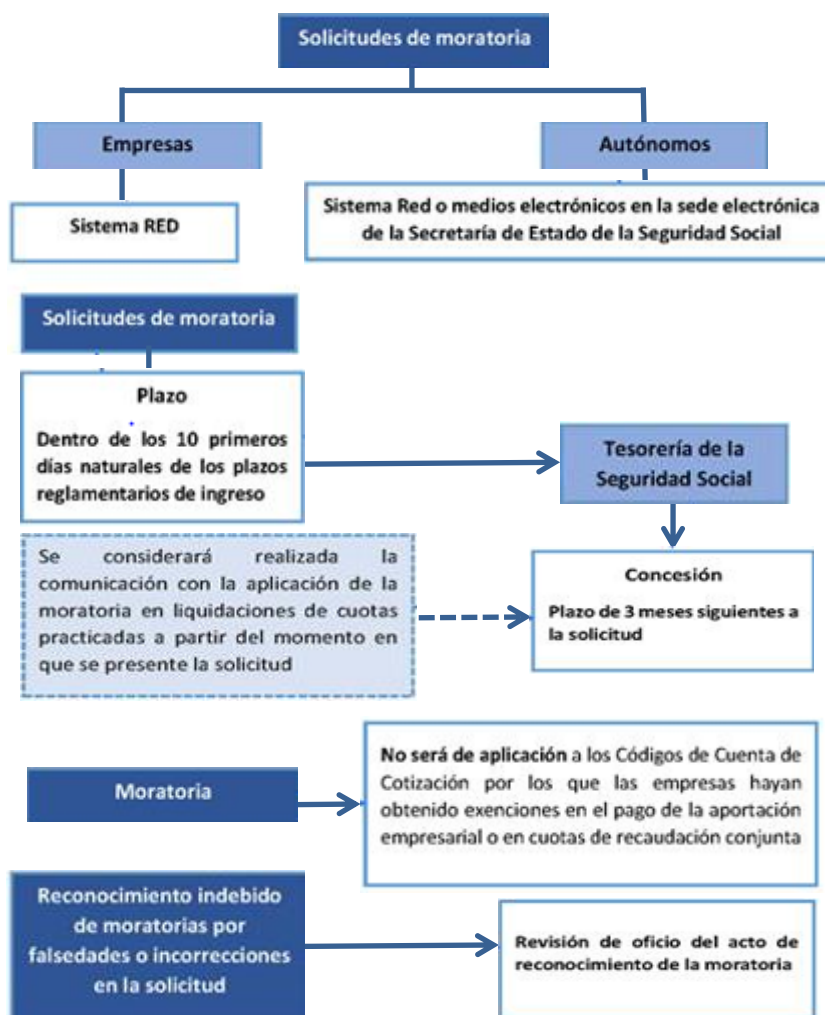 Solicitudes de moratoria
Empresas
Autónomos
Sistema RED
Sistema Red o medios electrónicos en la sede electrónica
de la Secretaría de Estado de la Seguridad Social
Solicitudes de moratoria
Plazo
Dentro de los 10 primeros
días naturales de los plazos
reglamentarios de ingreso
Tesorería de la
Seguridad Social
Se considerará realizada la
comunicación con la aplicación de la
moratoria en liquidaciones de cuotas
practicadas a partir del momento en
que se presente la solicitud
Concesión
Plazo de 3 meses siguientes a
la solicitud
Moratoria
No será de aplicación a los Códigos de Cuenta de
Cotización por los que las empresas hayan
obtenido exenciones en el pago de la aportación
empresarial o en cuotas de recaudación conjunta
Reconocimiento indebido
de moratorias por
falsedades o incorrecciones
en la solicitud
Revisión de oficio del acto de
reconocimiento de la moratoria